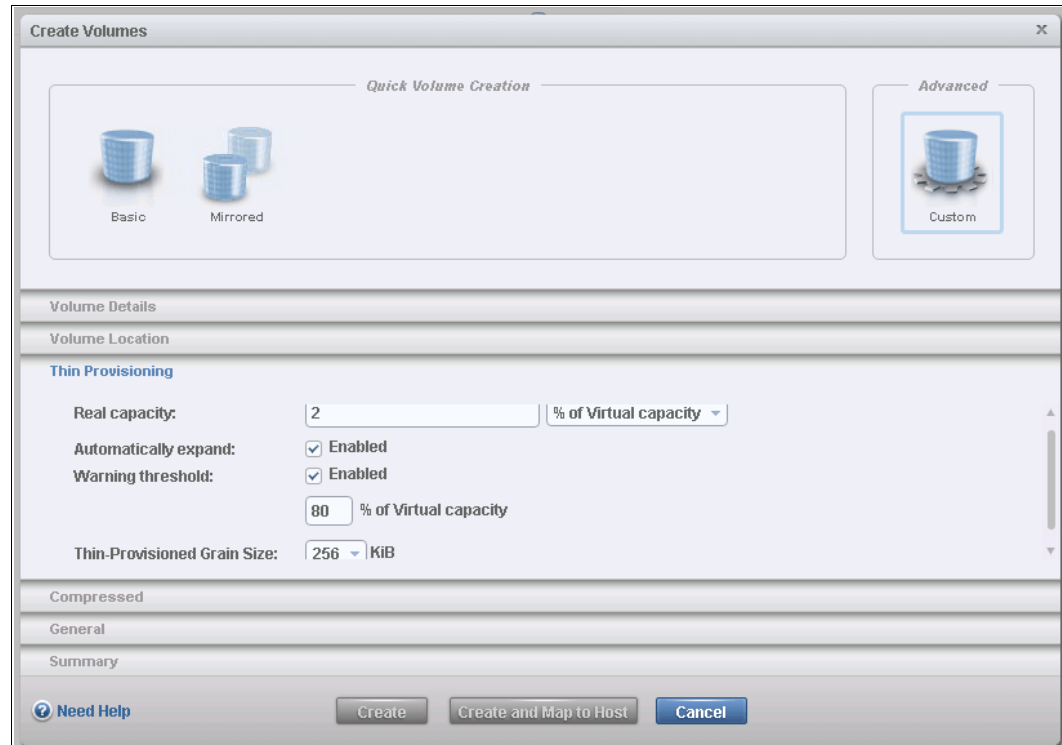 Create Volumes x
Quick Volume Creation Advanced
Basic Mirrored Custom
Volume Details
Volume Location
Thin Provisioning
Real capacity: 2 % of Virtual capacity
Automatically expand: Enabled
Warning threshold: Enabled
80 % of Virtual capacity
Thin-Provisioned Grain Size: 256 KiB
Compressed
General
Summary
? Need Help Create Create and Map to Host Cancel